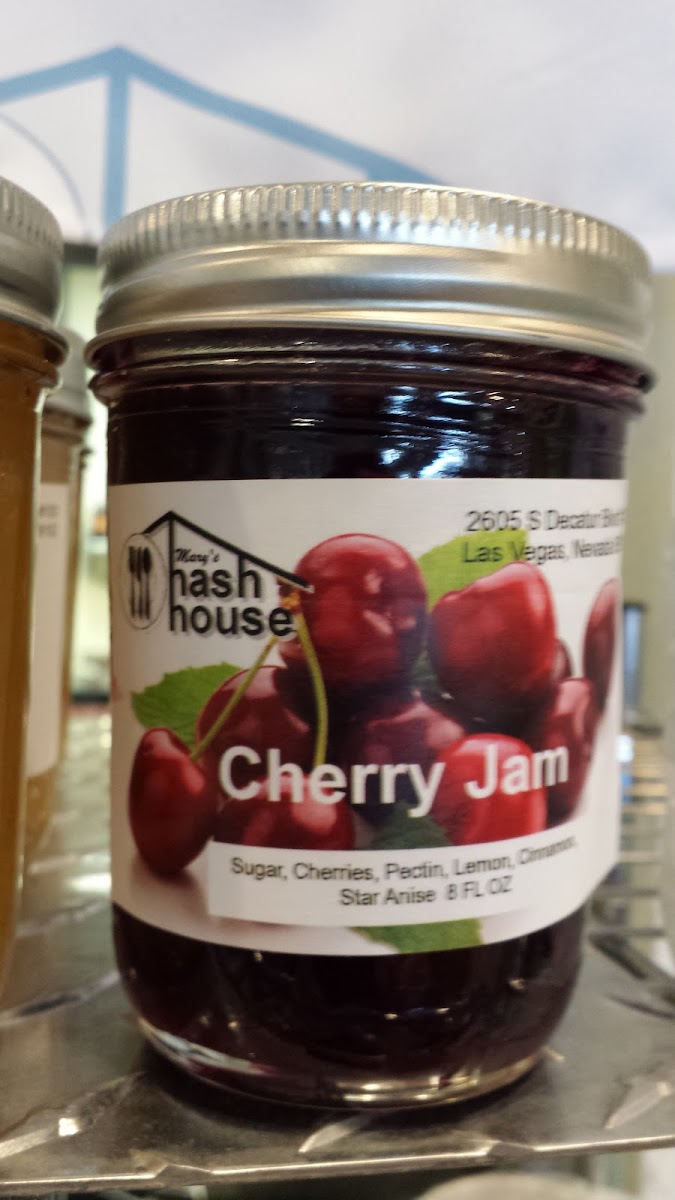 2605 S Decatur
Las Vegas, Nevada
Mary's
hash
house
Cherry Jam
Sugar, Cherries, Pectin, Lemon, Cinnamon,
Star Anise 8 FL OZ